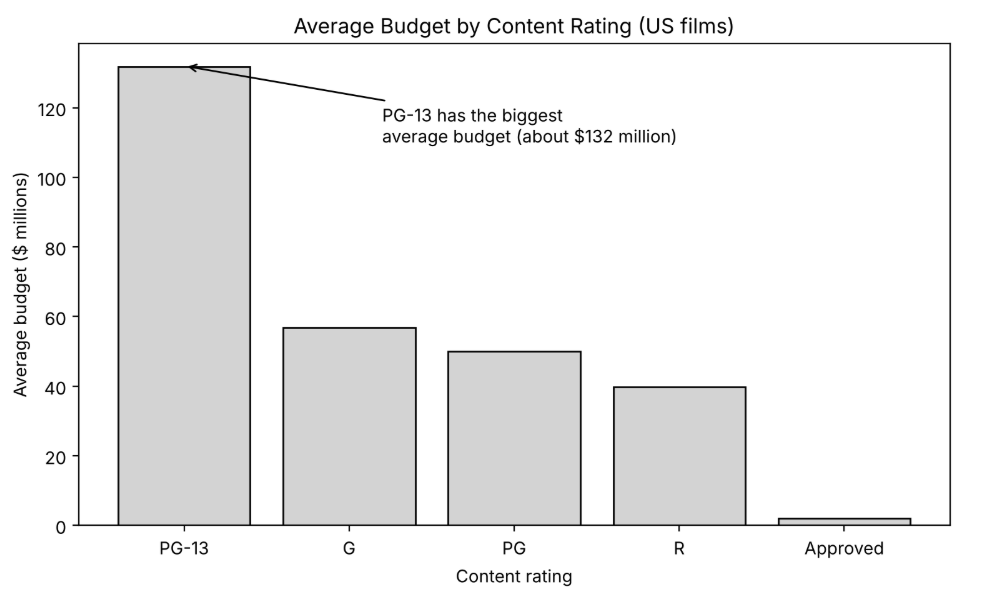 Average Budget by Content Rating (US films)
PG-13 has the biggest
average budget (about $132 million)
Average budget ($ millions)
120
100
80
60
40
20
0
PG-13
G
PG
R
Approved
Content rating